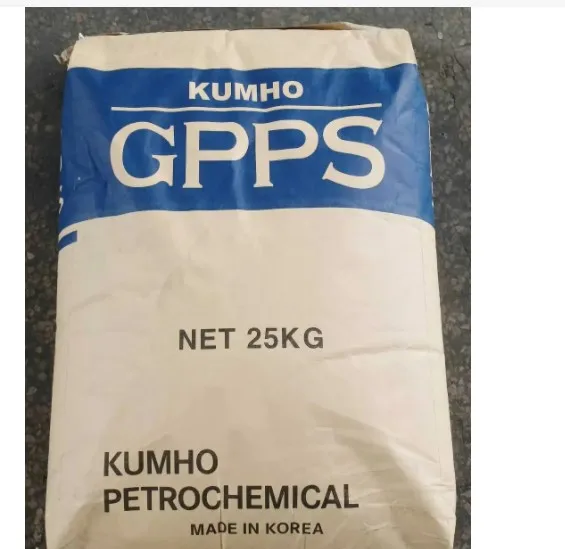 KUMHO
GPPS
NET 25KG
KUMHO
PETROCHEMICAL
MADE IN KOREA